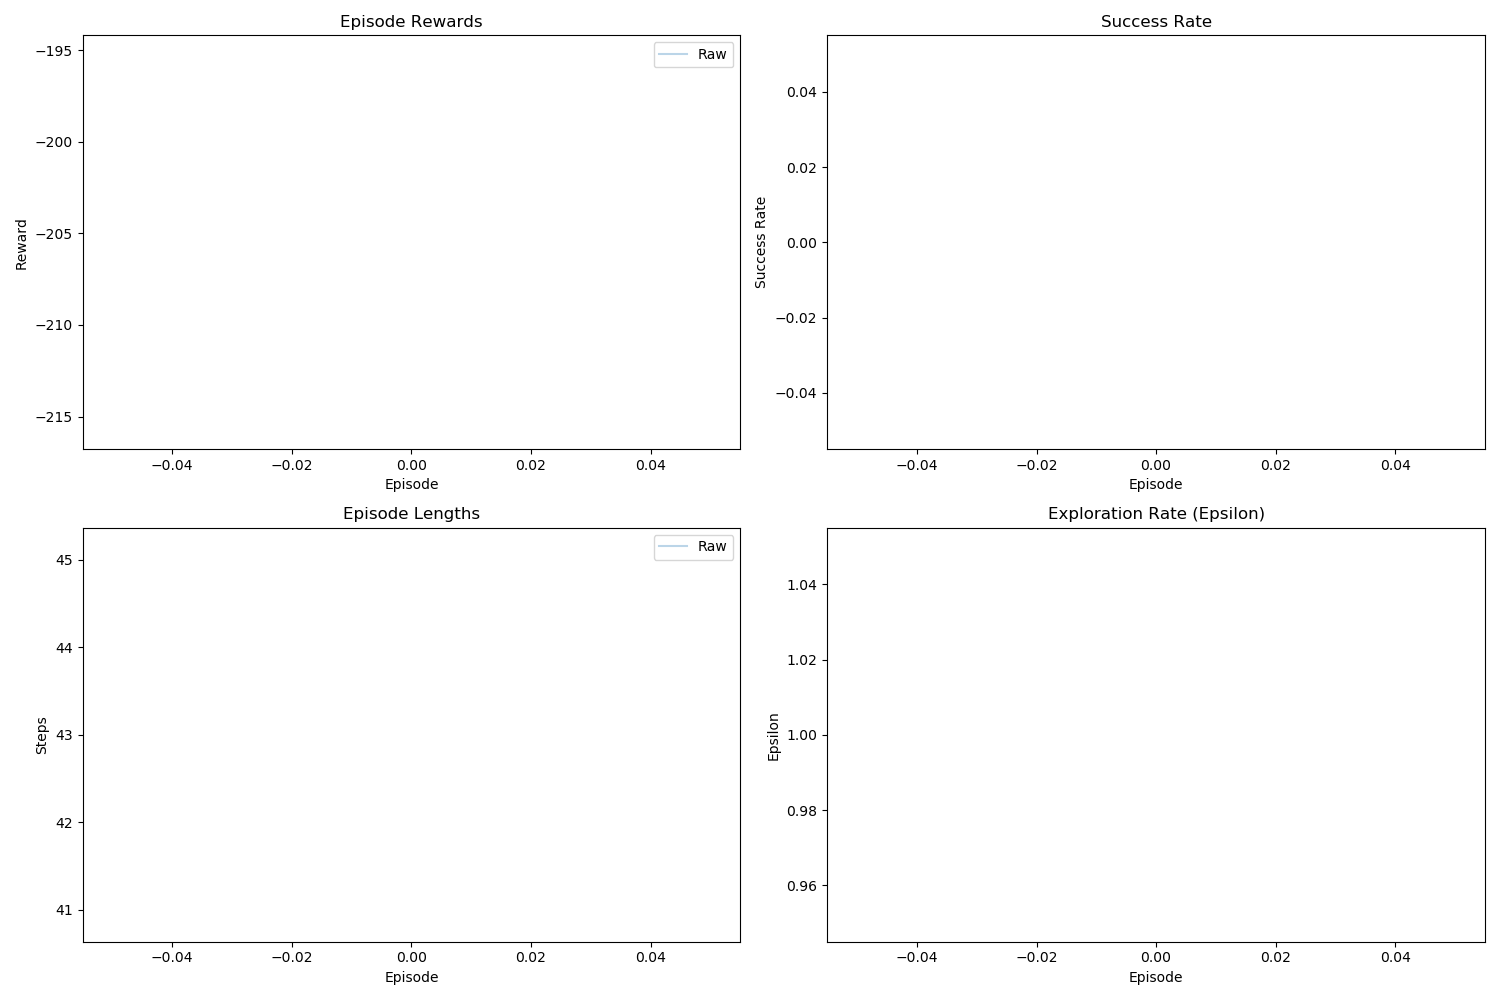 Episode Rewards
Raw
−195
−200
−205
−210
−215
Reward
−0.04 −0.02 0.00 0.02 0.04
Episode
Success Rate
0.04
0.02
0.00
−0.02
−0.04
Success Rate
−0.04 −0.02 0.00 0.02 0.04
Episode
Episode Lengths
Raw
45
44
43
42
41
Steps
−0.04 −0.02 0.00 0.02 0.04
Episode
Exploration Rate (Epsilon)
1.04
1.02
1.00
0.98
0.96
Epsilon
−0.04 −0.02 0.00 0.02 0.04
Episode